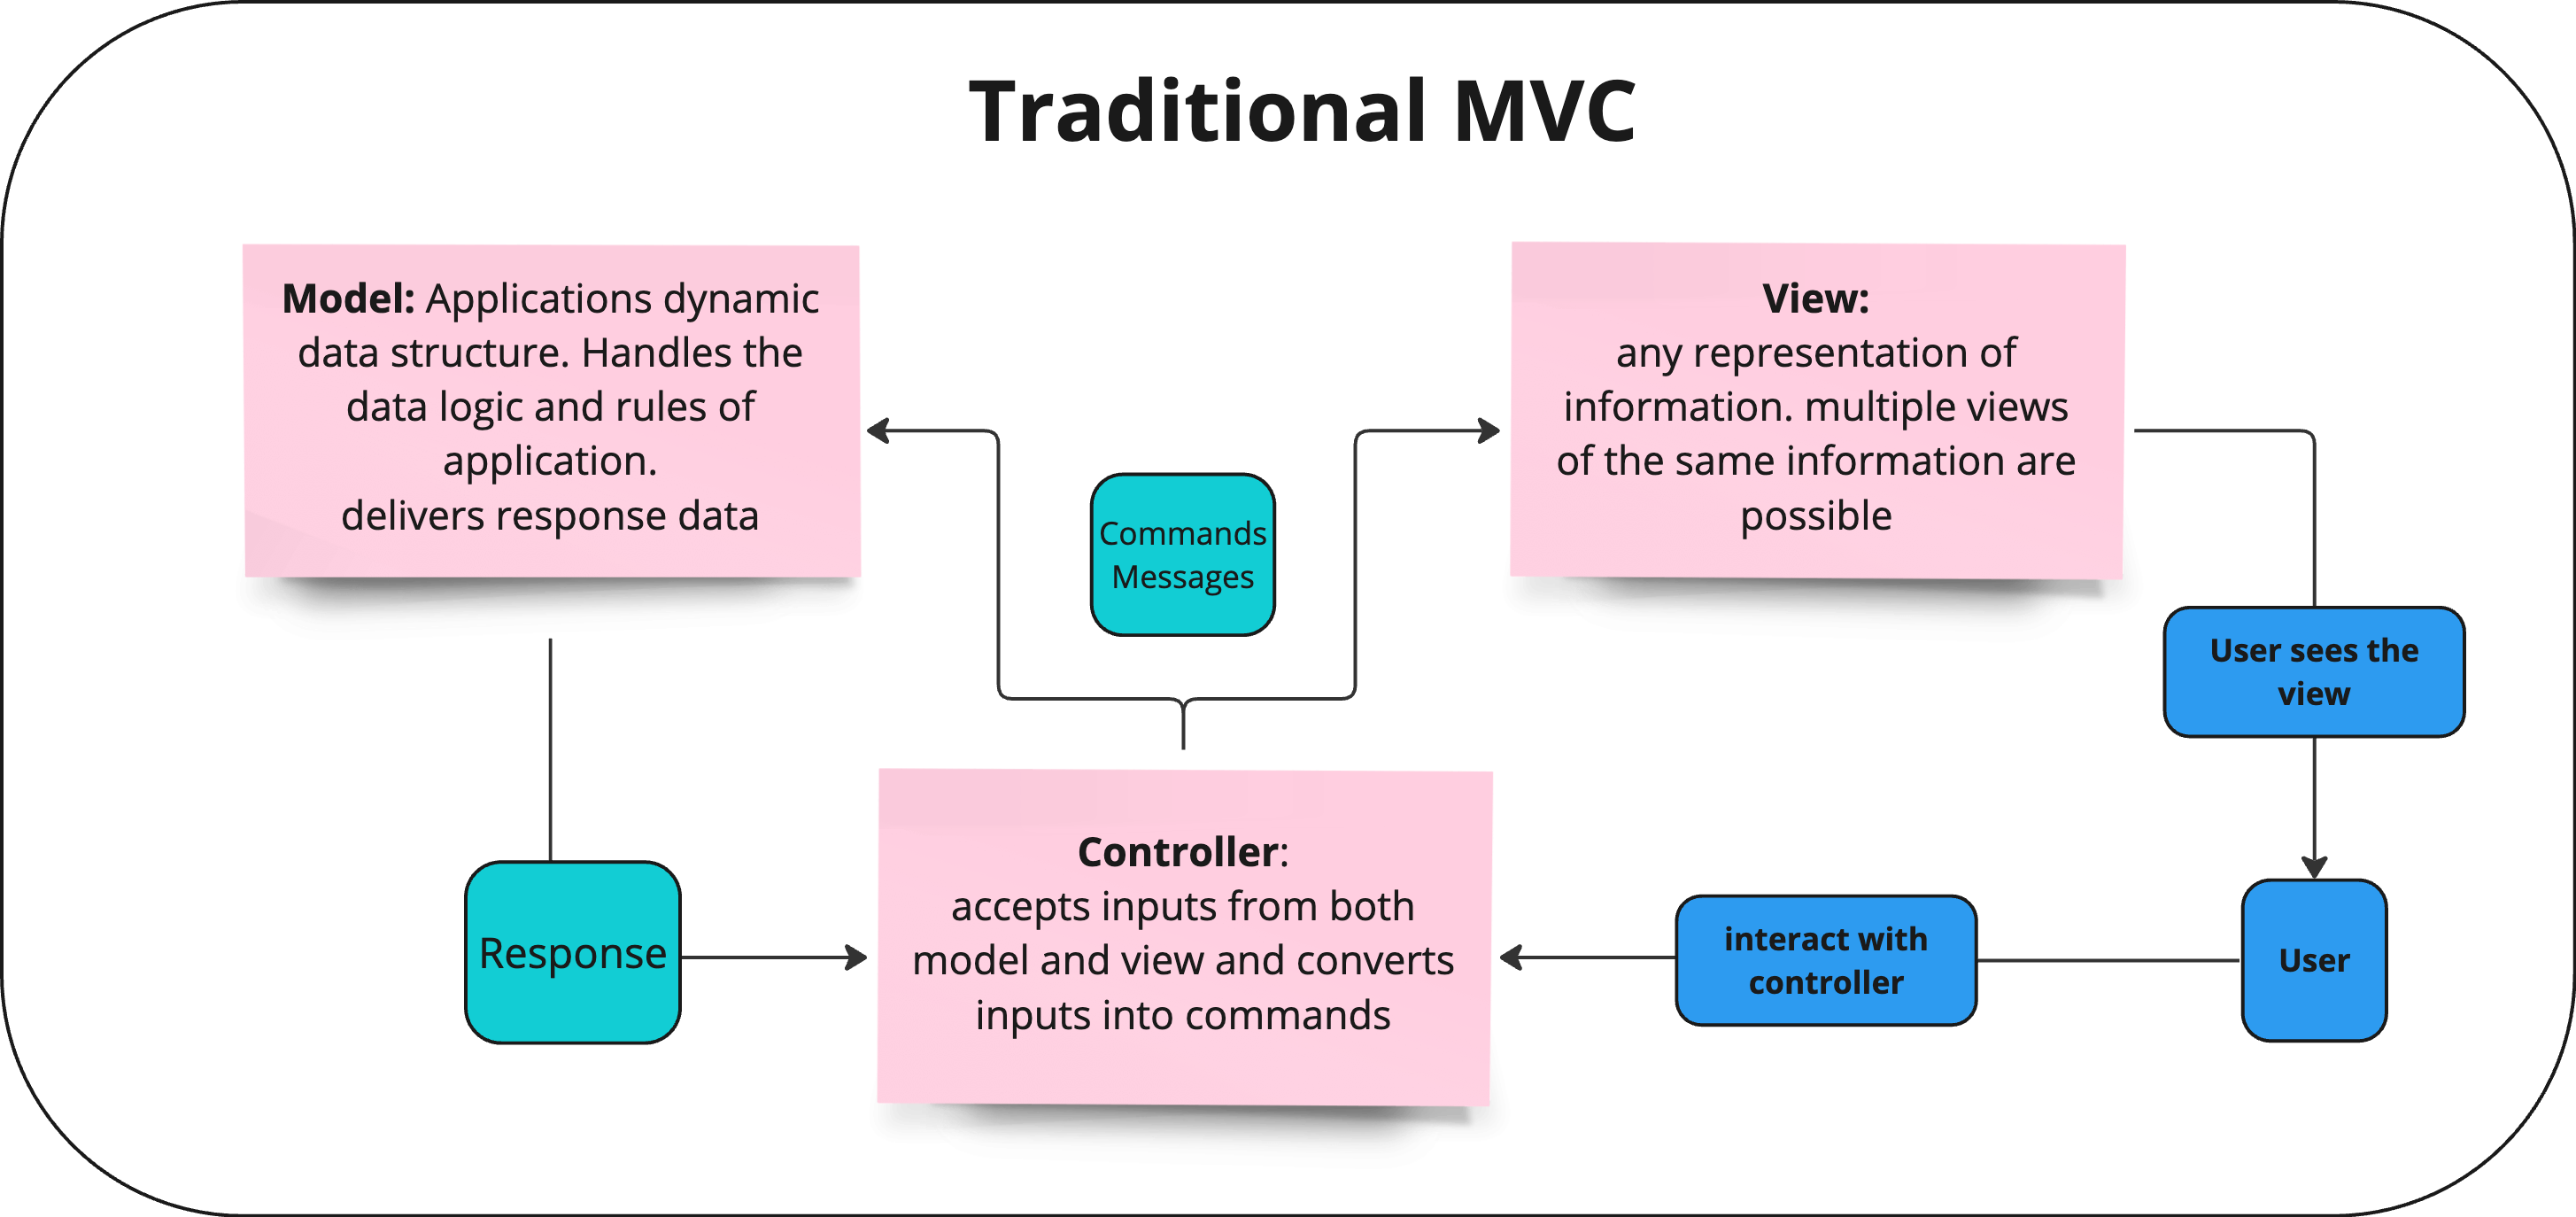 Traditional MVC
Model: Applications dynamic
data structure. Handles the
data logic and rules of
application.
delivers response data
View:
any representation of
information. multiple views
of the same information are
possible
Commands
Messages
User sees the
view
Response
Controller:
accepts inputs from both
model and view and converts
inputs into commands
interact with
controller
User